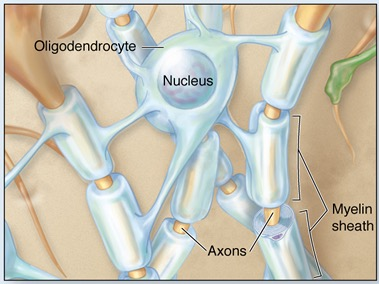 Oligodendrocyte
Nucleus
Myelin
sheath
Axons